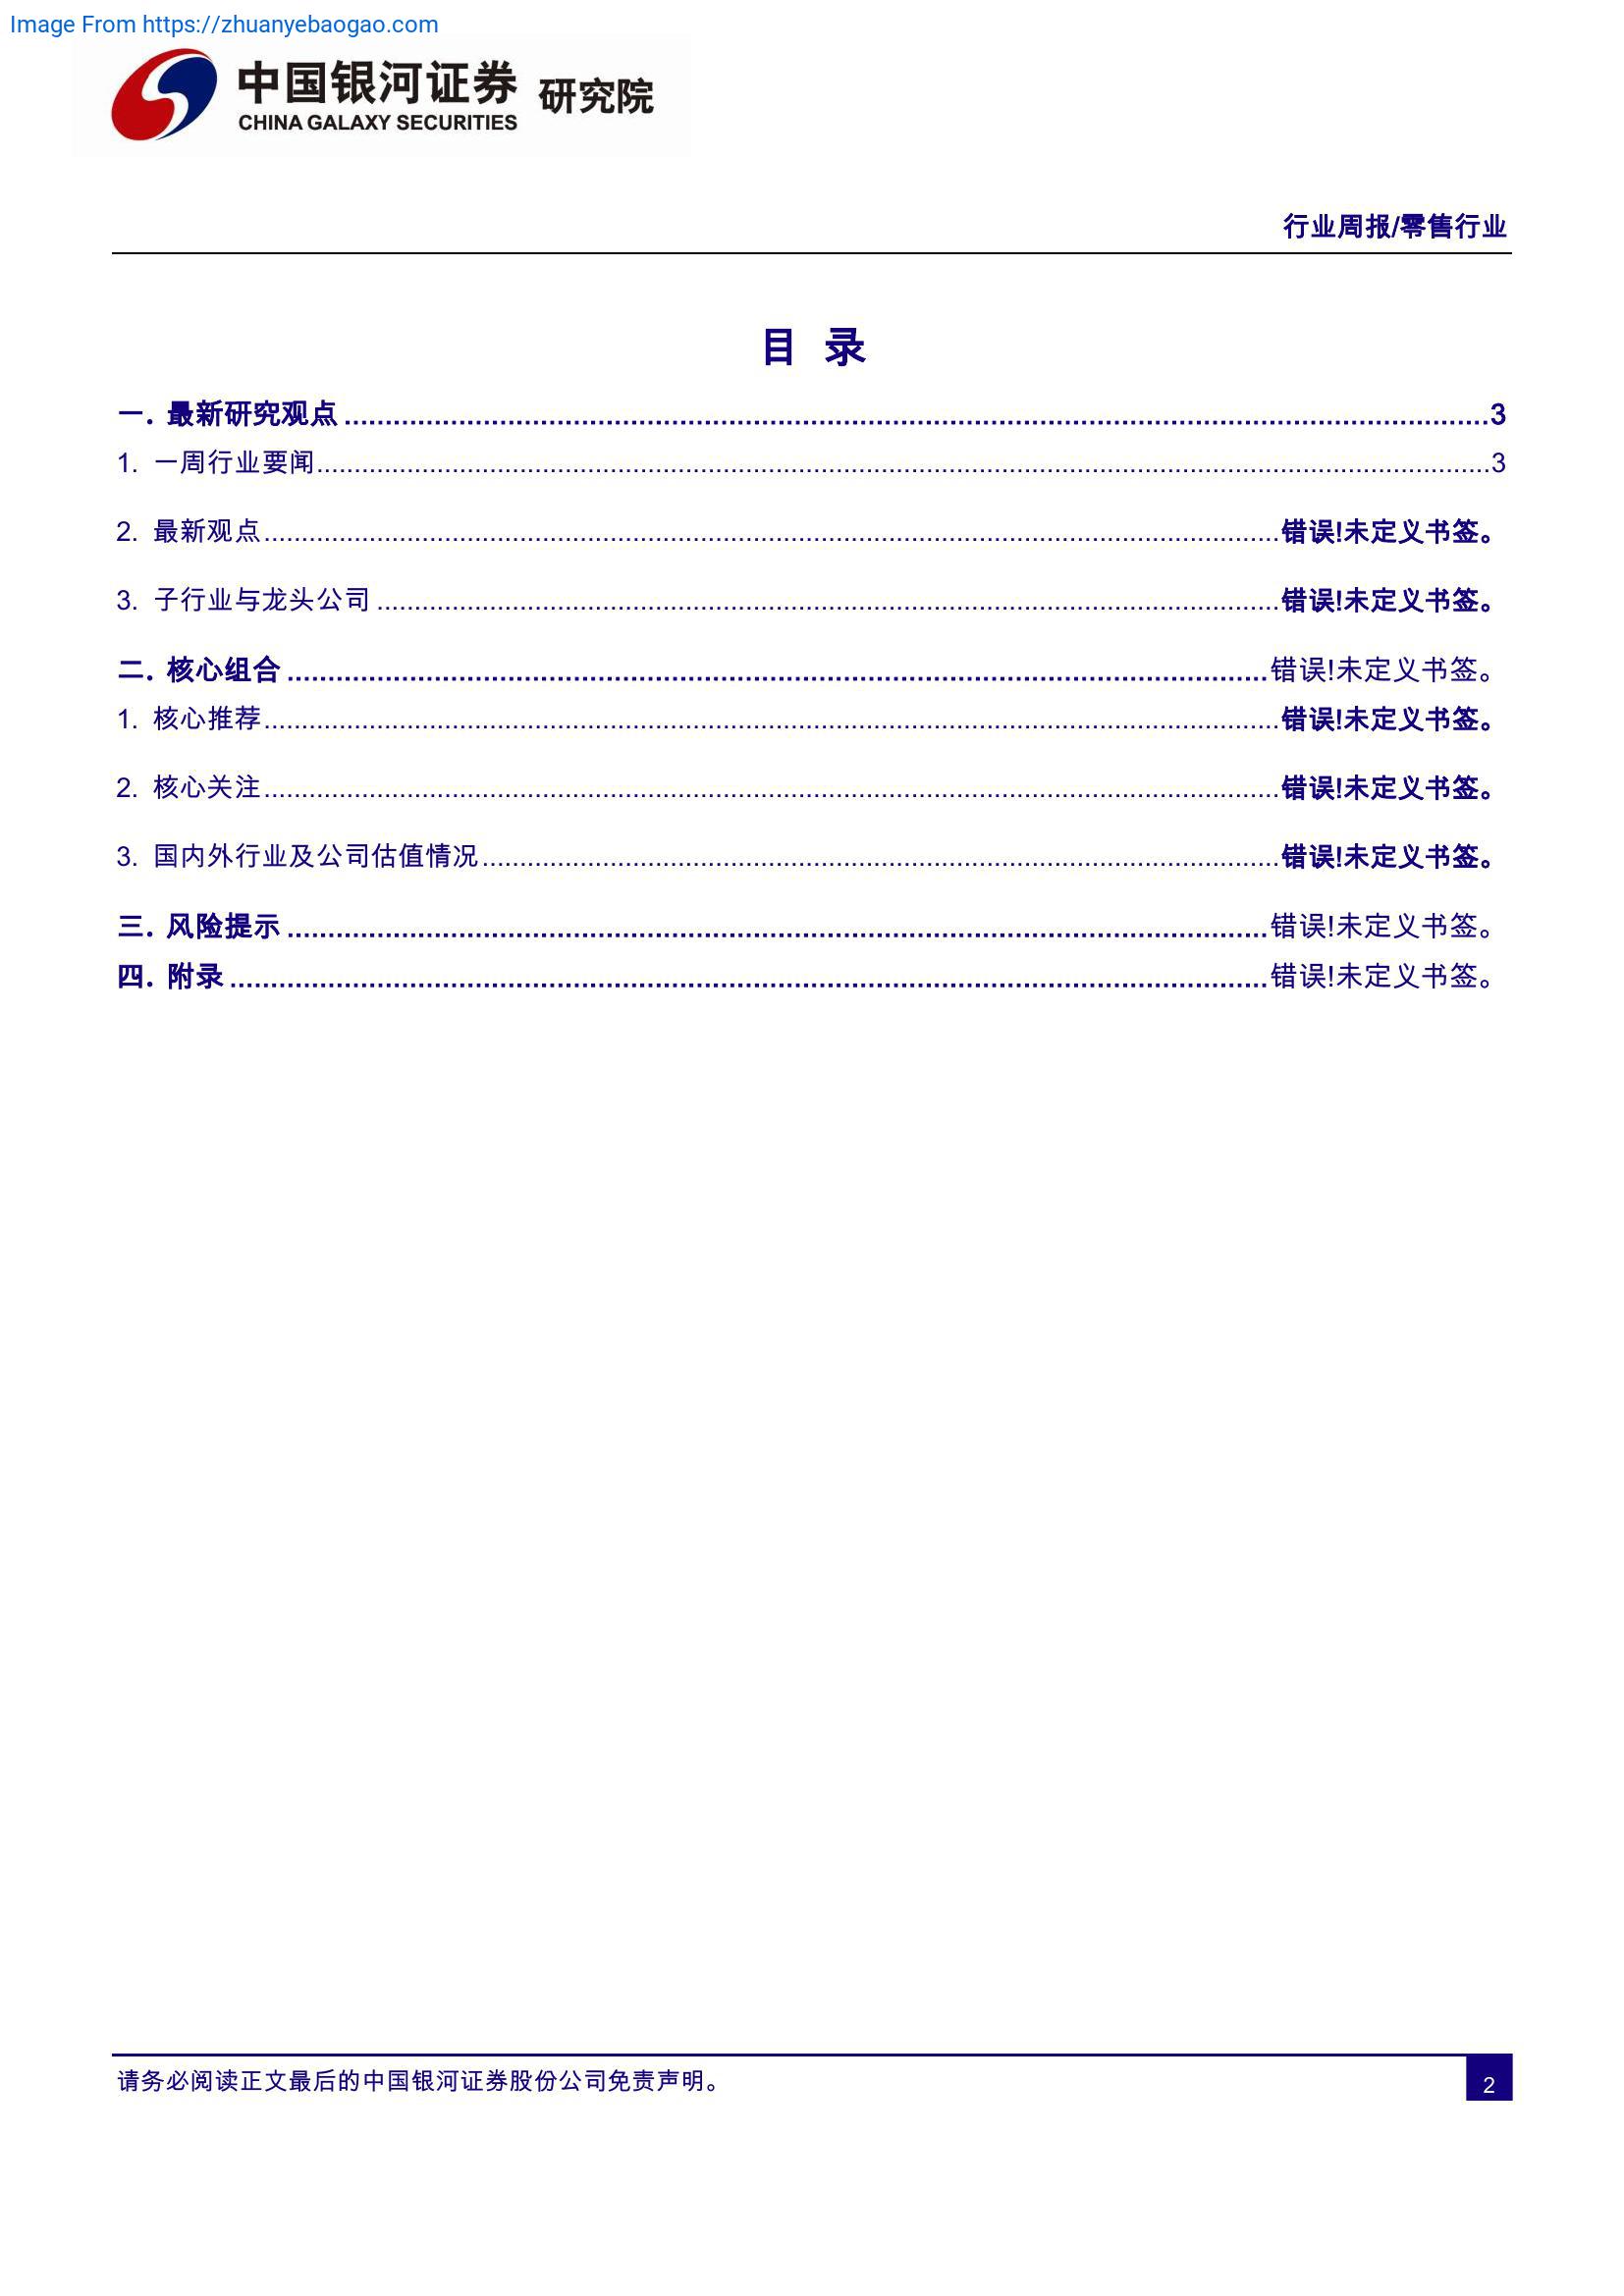 Image From https://zhuanyebaogao.com
中国银河证券 研究院
CHINA GALAXY SECURITIES
行业周报/零售行业
目 录
一. 最新研究观点........................................3
1. 一周行业要闻........................................3
2. 最新观点........................................错误!未定义书签。
3. 子行业与龙头公司........................................错误!未定义书签。
二. 核心组合........................................错误!未定义书签。
1. 核心推荐........................................错误!未定义书签。
2. 核心关注........................................错误!未定义书签。
3. 国内外行业及公司估值情况........................................错误!未定义书签。
三. 风险提示........................................错误!未定义书签。
四. 附录........................................错误!未定义书签。
请务必阅读正文最后的中国银河证券股份公司免责声明。
2